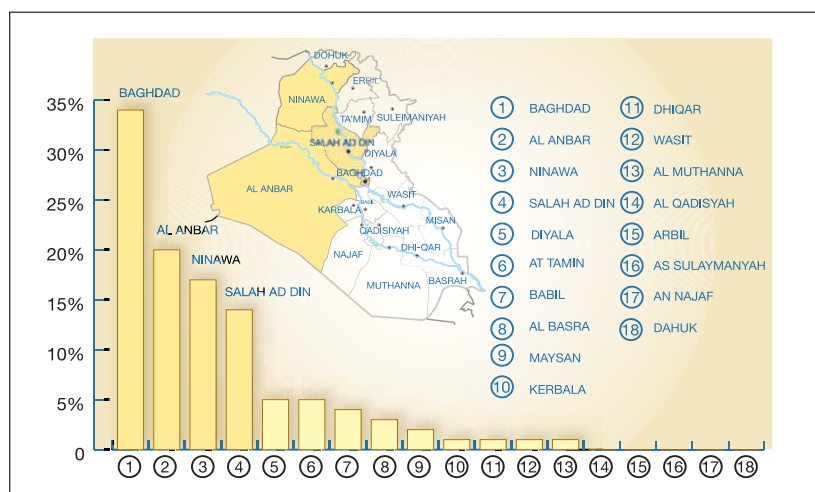 BAGHDAD
AL ANBAR
NINAWA
SALAH AD DIN
35%
30%
25%
20%
15%
10%
5%
0
DOHUK
ERBIL
NINAWA
TA'MIM
SULEIMANIYAH
SALAH AD DIN
DIYALA
BAGHDAD
AL ANBAR
WASIT
KARBALA
BABIL
MISAN
QADISIYAH
DHI-QAR
NAJAF
BASRAH
MUTHANNA
1 BAGHDAD
2 AL ANBAR
3 NINAWA
4 SALAH AD DIN
5 DIYALA
6 AT TAMIN
7 BABIL
8 AL BASRA
9 MAYSAN
10 KERBALA
11 DHIQAR
12 WASIT
13 AL MUTHANNA
14 AL QADISYAH
15 ARBIL
16 AS SULAYMANYAH
17 AN NAJAF
18 DAHUK
1 2 3 4 5 6 7 8 9 10 11 12 13 14 15 16 17 18